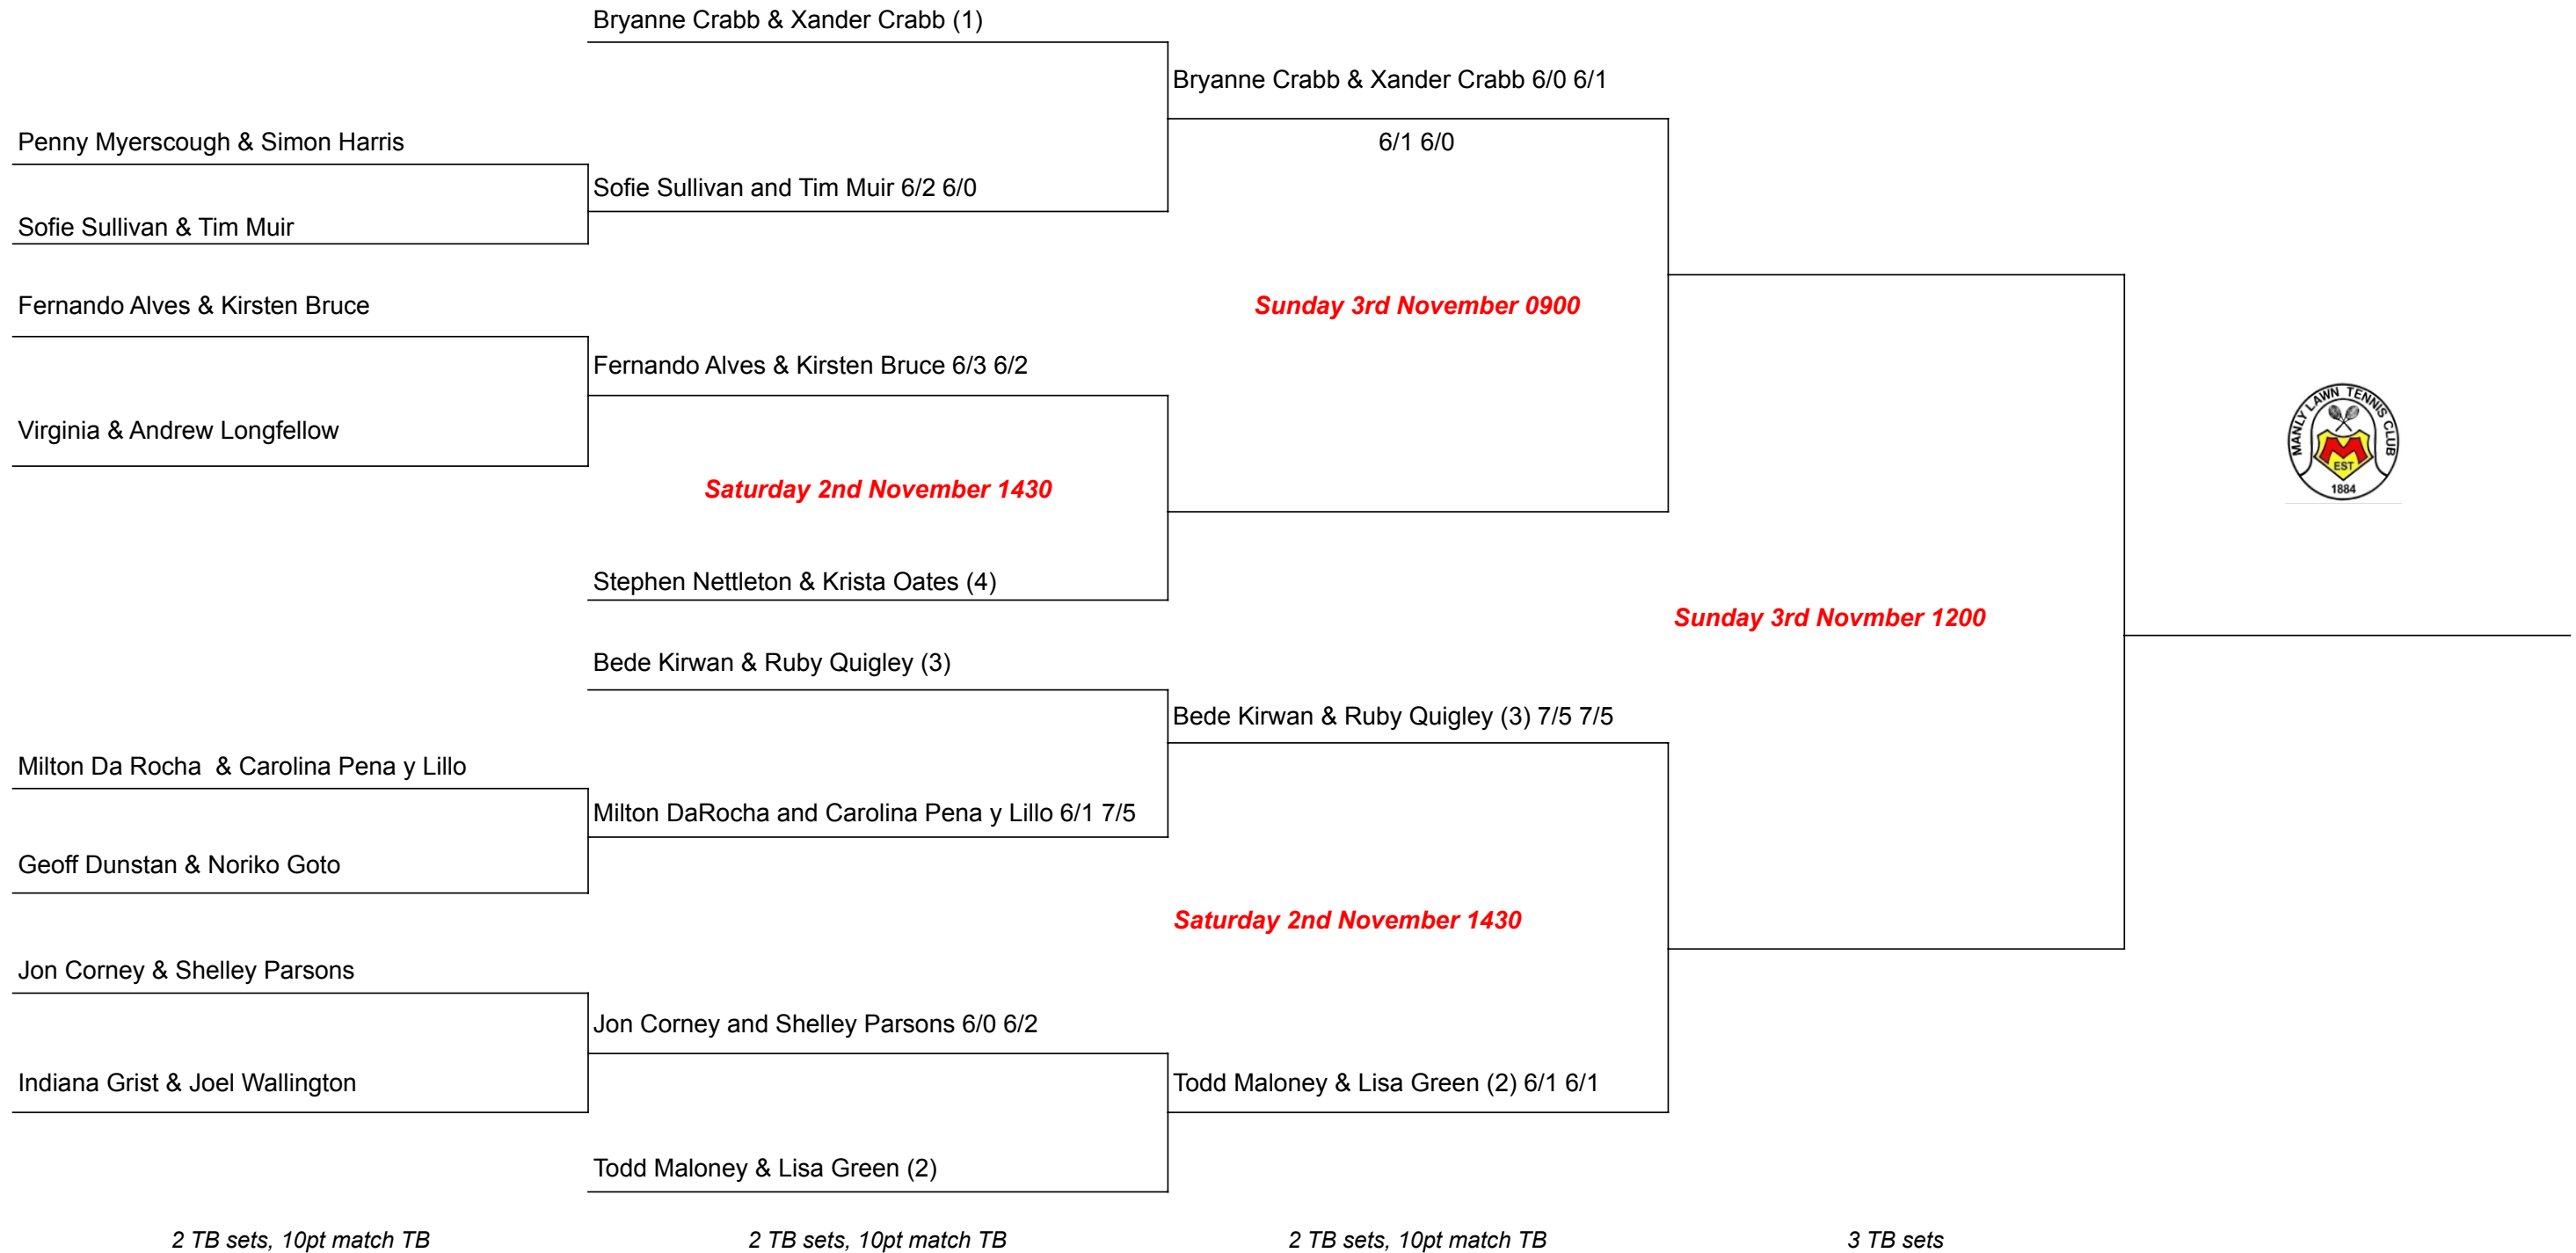 Bryanne Crabb & Xander Crabb (1)
Bryanne Crabb & Xander Crabb 6/0 6/1
Penny Myerscough & Simon Harris
6/1 6/0
Sofie Sullivan and Tim Muir 6/2 6/0
Sofie Sullivan & Tim Muir
Fernando Alves & Kirsten Bruce
Sunday 3rd November 0900
Fernando Alves & Kirsten Bruce 6/3 6/2
MANLY LAWN TENNIS CLUB
M
EST
1884
Virginia & Andrew Longfellow
Saturday 2nd November 1430
Stephen Nettleton & Krista Oates (4)
Sunday 3rd Novmber 1200
Bede Kirwan & Ruby Quigley (3)
Bede Kirwan & Ruby Quigley (3) 7/5 7/5
Milton Da Rocha  & Carolina Pena y Lillo
Milton DaRocha and Carolina Pena y Lillo 6/1 7/5
Geoff Dunstan & Noriko Goto
Saturday 2nd November 1430
Jon Corney & Shelley Parsons
Jon Corney and Shelley Parsons 6/0 6/2
Indiana Grist & Joel Wallington
Todd Maloney & Lisa Green (2) 6/1 6/1
Todd Maloney & Lisa Green (2)
2 TB sets, 10pt match TB
2 TB sets, 10pt match TB
2 TB sets, 10pt match TB
3 TB sets